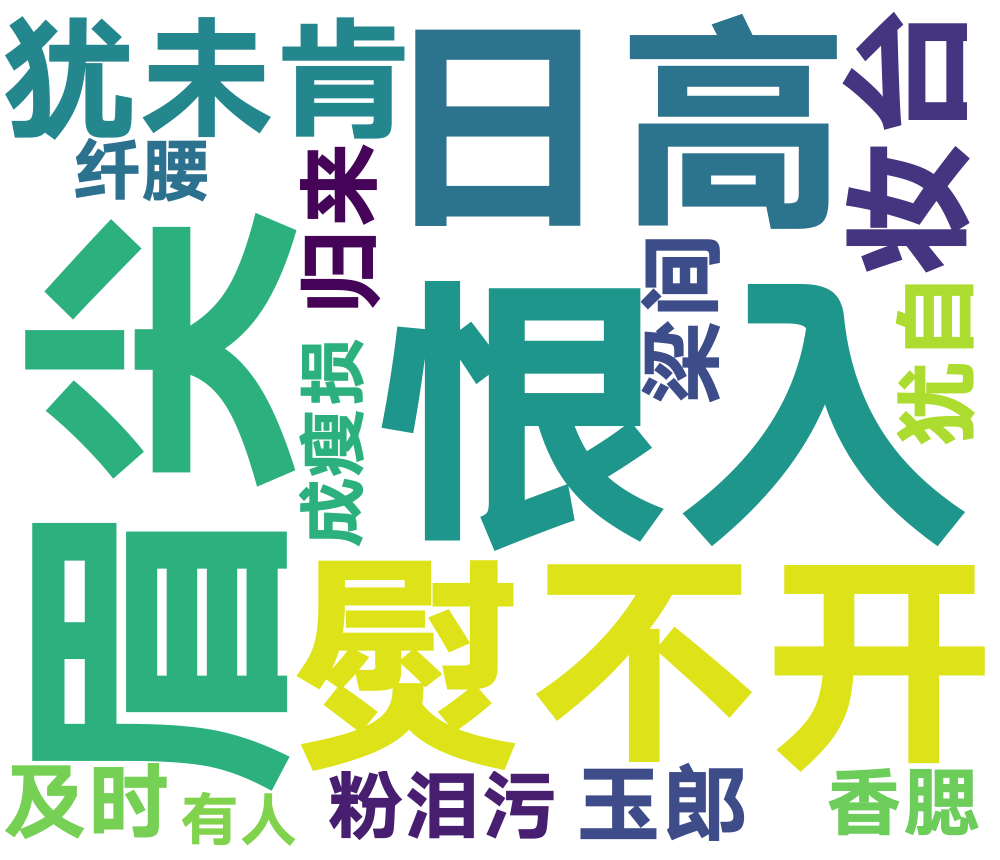 犹未肯
日高
妆台
纤腰
归来
眉尖
梁间
恨入
犹自
成瘦损
熨不开
及时
有人
粉泪污
玉郎
香腮